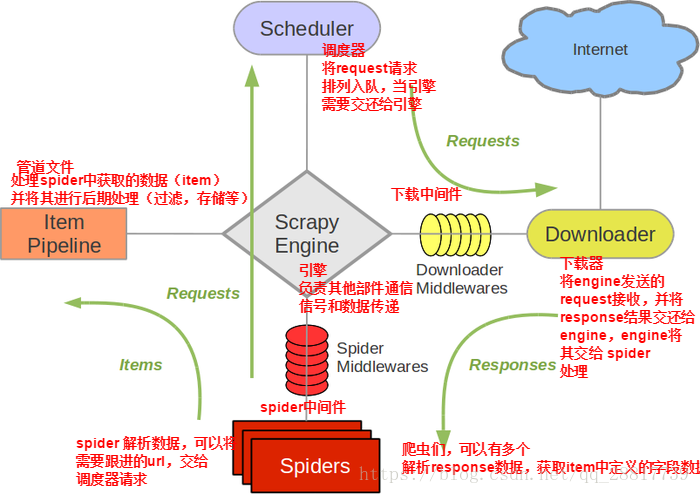 Scheduler
调度器
将request请求
排列入队，当引擎
需要交还给引擎
Internet
Requests
管道文件
处理spider中获取的数据（item）
并将其进行后期处理（过滤，存储等）
Item
Pipeline
Scrapy
Engine
引擎
负责其他部件通信
信号和数据传递
下载中间件
Downloader
Middlewares
Downloader
下载器
将engine发送的
request接收，并将
response结果交还给
engine，engine将
其交给 spider
处理
Requests
Items
Spider
Middlewares
spider中间件
Responses
spider 解析数据，可以将
需要跟进的url，交给
调度器请求
Spiders
爬虫们，可以有多个
解析response数据，获取item中定义的字段数据